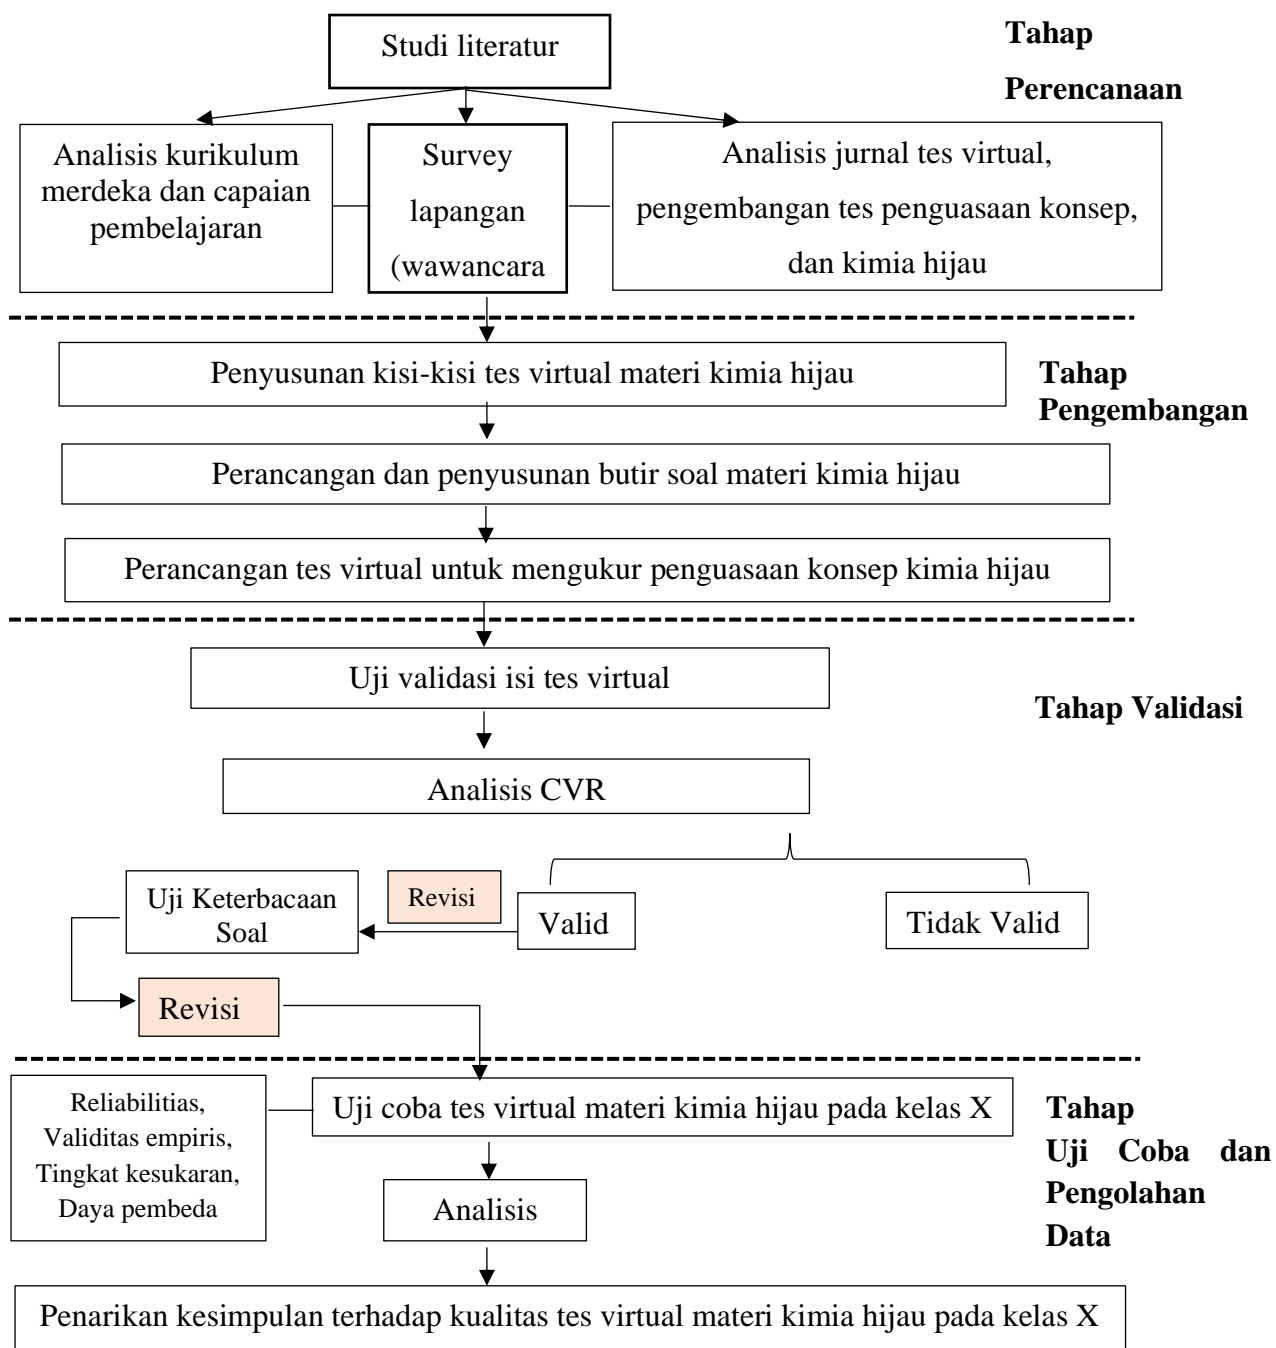 Studi literatur
Tahap
Perencanaan
Analisis kurikulum
merdeka dan capaian
pembelajaran
Survey
lapangan
(wawancara
Analisis jurnal tes virtual,
pengembangan tes penguasaan konsep,
dan kimia hijau
Penyusunan kisi-kisi tes virtual materi kimia hijau
Tahap
Pengembangan
Perancangan dan penyusunan butir soal materi kimia hijau
Perancangan tes virtual untuk mengukur penguasaan konsep kimia hijau
Uji validasi isi tes virtual
Tahap Validasi
Analisis CVR
Uji Keterbacaan
Soal
Revisi
Valid
Tidak Valid
Revisi
Reliabilitias,
Validitas empiris,
Tingkat kesukaran,
Daya pembeda
Uji coba tes virtual materi kimia hijau pada kelas X
Tahap
Uji Coba dan
Pengolahan
Data
Analisis
Penarikan kesimpulan terhadap kualitas tes virtual materi kimia hijau pada kelas X